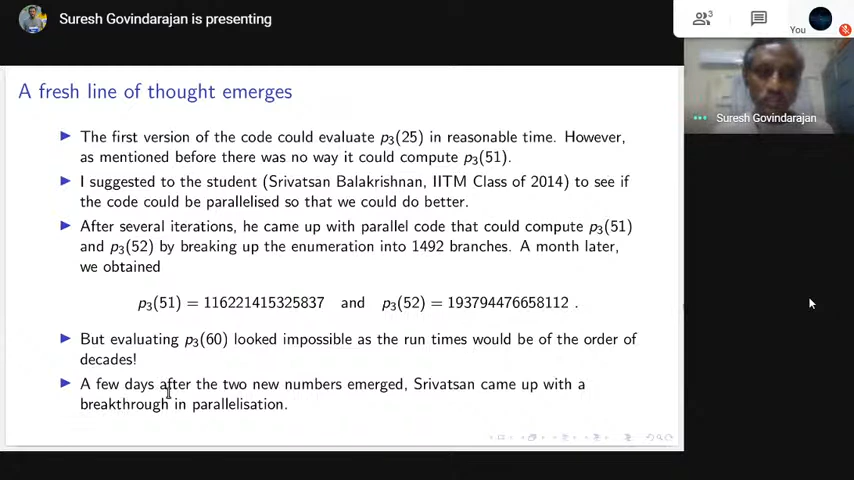 Suresh Govindarajan is presenting
3
You
Suresh Govindarajan
A fresh line of thought emerges
The first version of the code could evaluate p₃(25) in reasonable time. However,
as mentioned before there was no way it could compute p₃(51).
I suggested to the student (Srivatsan Balakrishnan, IITM Class of 2014) to see if
the code could be parallelised so that we could do better.
After several iterations, he came up with parallel code that could compute p₃(51)
and p₃(52) by breaking up the enumeration into 1492 branches. A month later,
we obtained
p₃(51) = 116221415325837 and p₃(52) = 193794476658112 .
But evaluating p₃(60) looked impossible as the run times would be of the order of
decades!
A few days after the two new numbers emerged, Srivatsan came up with a
breakthrough in parallelisation.